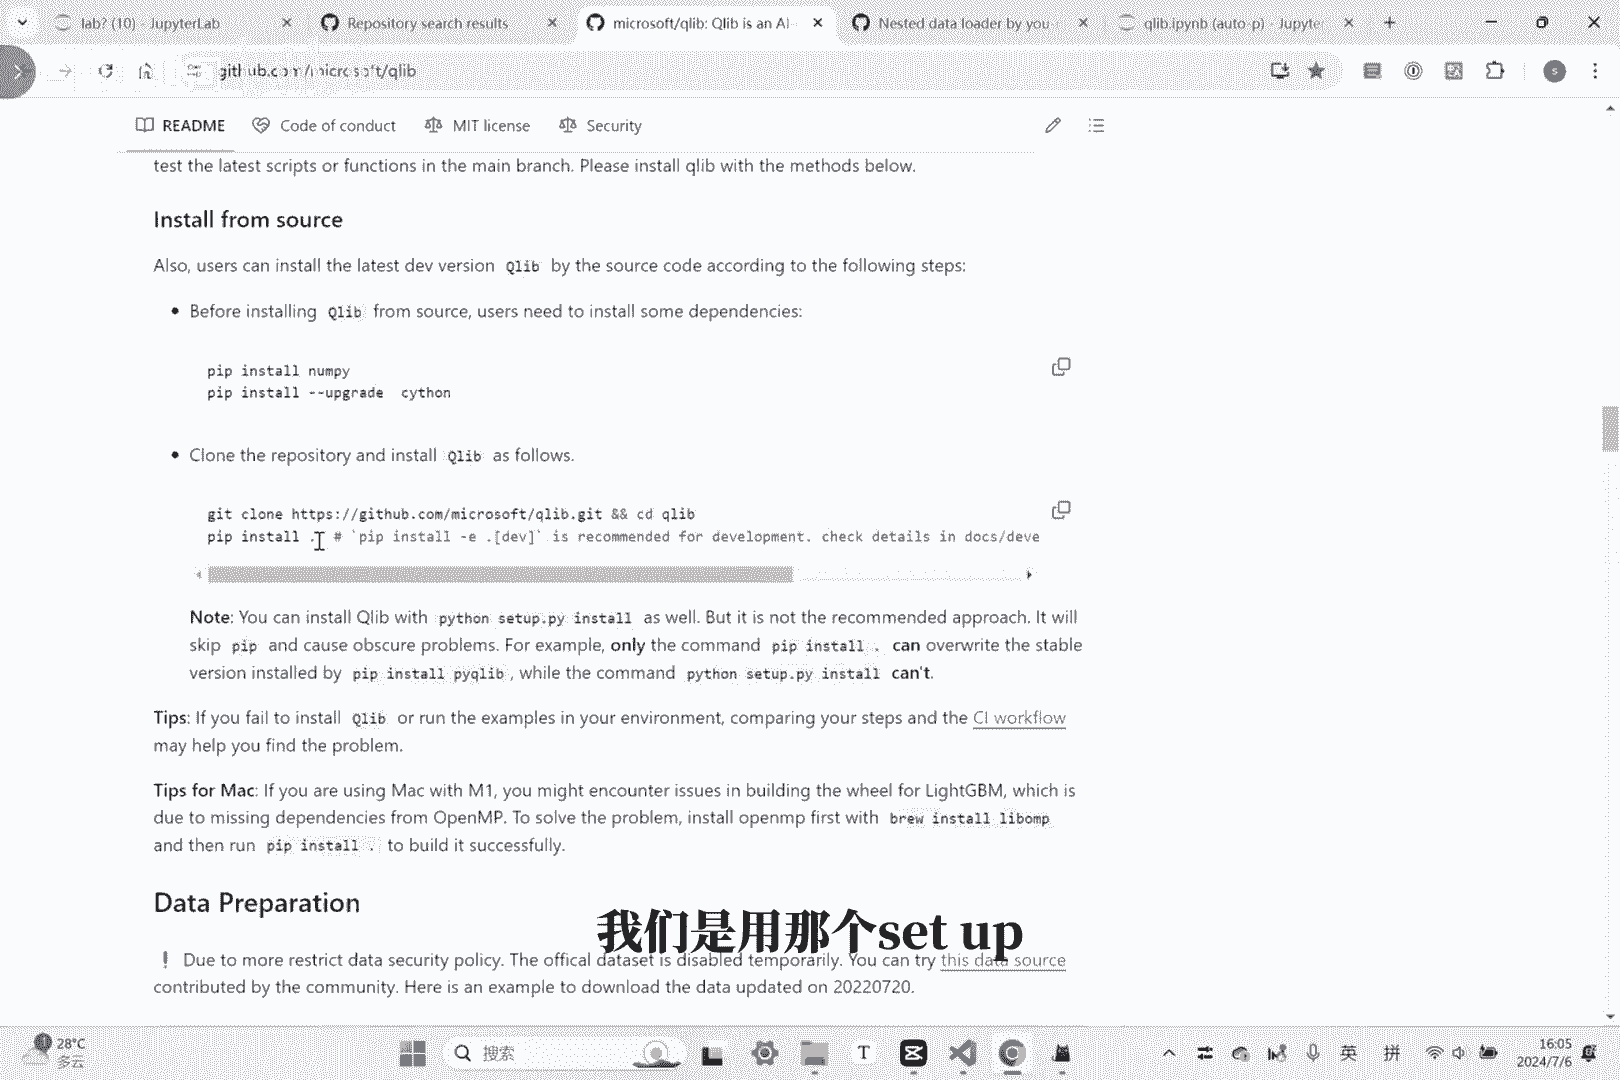 lab? (10) - JupyterLab
Repository search results
microsoft/qlib: Qlib is an AI-
Nested data loader by you
qlib.ipynb (auto-p) - Jupyter
github.com/microsoft/qlib
S
README
Code of conduct
MIT license
Security
test the latest scripts or functions in the main branch. Please install qlib with the methods below.
Install from source
Also, users can install the latest dev version Qlib by the source code according to the following steps:
• Before installing Qlib from source, users need to install some dependencies:
pip install numpy
pip install --upgrade cython
• Clone the repository and install Qlib as follows.
git clone https://github.com/microsoft/qlib.git && cd qlib
pip install . # `pip install -e .[dev]` is recommended for development. check details in docs/deve
Note: You can install Qlib with python setup.py install as well. But it is not the recommended approach. It will
skip pip and cause obscure problems. For example, only the command pip install . can overwrite the stable
version installed by pip install pyqlib, while the command python setup.py install can't.
Tips: If you fail to install Qlib or run the examples in your environment, comparing your steps and the CI workflow
may help you find the problem.
Tips for Mac: If you are using Mac with M1, you might encounter issues in building the wheel for LightGBM, which is
due to missing dependencies from OpenMP. To solve the problem, install openmp first with brew install libomp
and then run pip install . to build it successfully.
Data Preparation
我们是用那个set up
❗ Due to more restrict data security policy. The offical dataset is disabled temporarily. You can try this data source
contributed by the community. Here is an example to download the data updated on 20220720.
1
28°C
多云
搜索
T
英
拼
16:05
2024/7/6